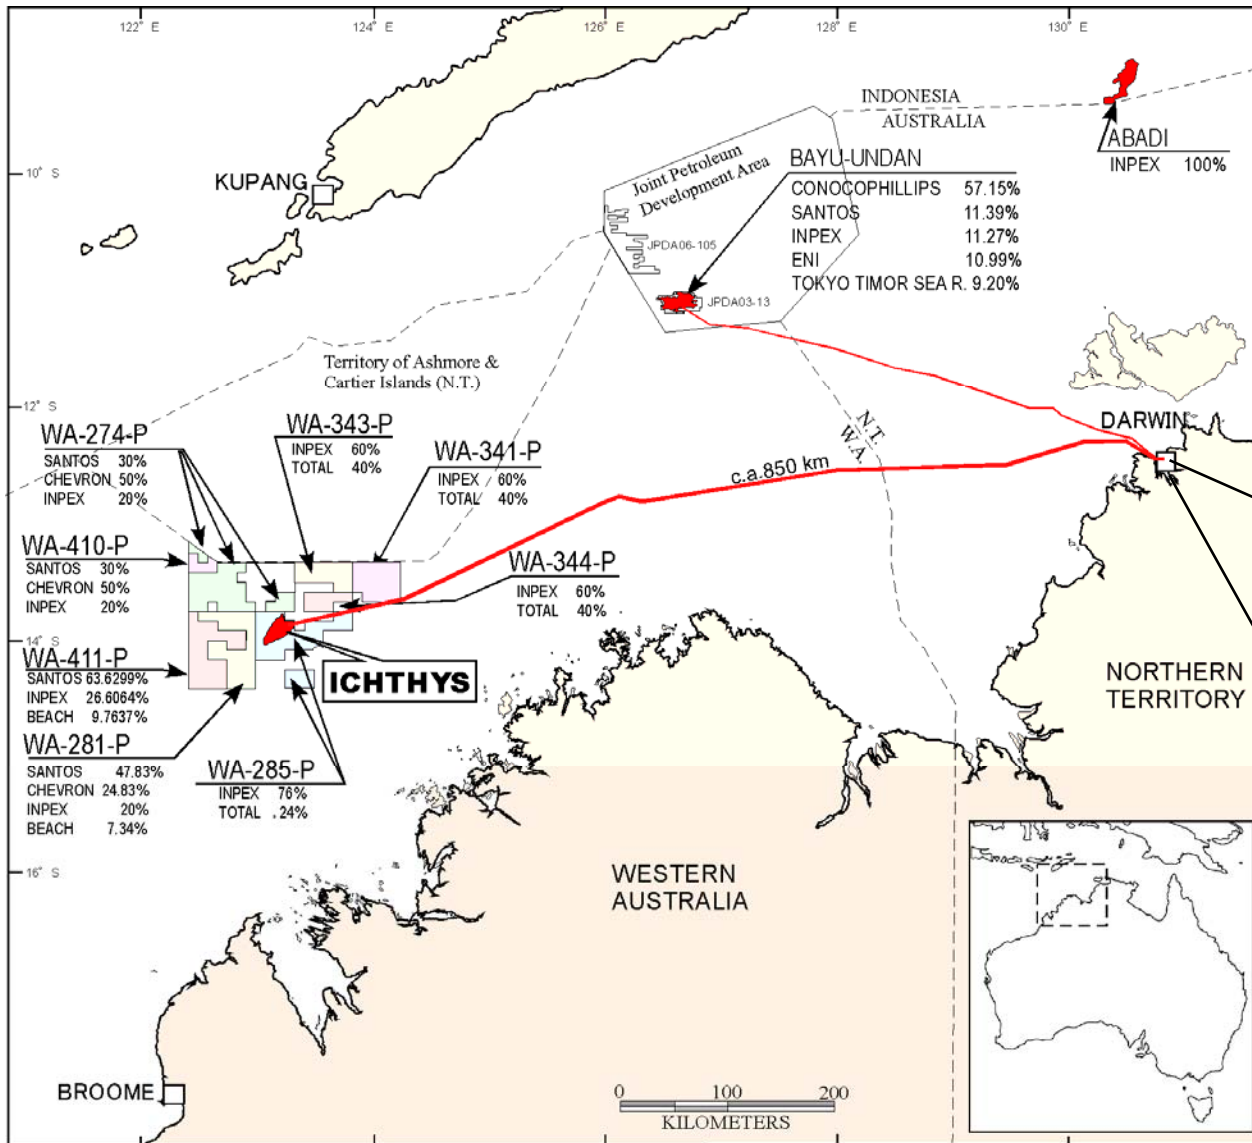 122° E 124° E 126° E 128° E 130° E
INDONESIA
AUSTRALIA
ABADI
INPEX 100%
10° S
KUPANG
Joint Petroleum
Development Area
BAYU-UNDAN
CONOCOPHILLIPS 57.15%
SANTOS 11.39%
INPEX 11.27%
ENI 10.99%
TOKYO TIMOR SEA R. 9.20%
JPDA06-105
JPDA03-13
Territory of Ashmore &
Cartier Islands (N.T.)
12° S
N.T.
W.A.
DARWIN
c.a.850 km
WA-274-P
SANTOS 30%
CHEVRON 50%
INPEX 20%
WA-343-P
INPEX 60%
TOTAL 40%
WA-341-P
INPEX 60%
TOTAL 40%
WA-410-P
SANTOS 30%
CHEVRON 50%
INPEX 20%
WA-344-P
INPEX 60%
TOTAL 40%
14° S
ICHTHYS
WA-411-P
SANTOS 63.6299%
INPEX 26.6064%
BEACH 9.7637%
WA-281-P
SANTOS 47.83%
CHEVRON 24.83%
INPEX 20%
BEACH 7.34%
WA-285-P
INPEX 76%
TOTAL .24%
NORTHERN
TERRITORY
16° S
WESTERN
AUSTRALIA
BROOME
0 100 200
KILOMETERS